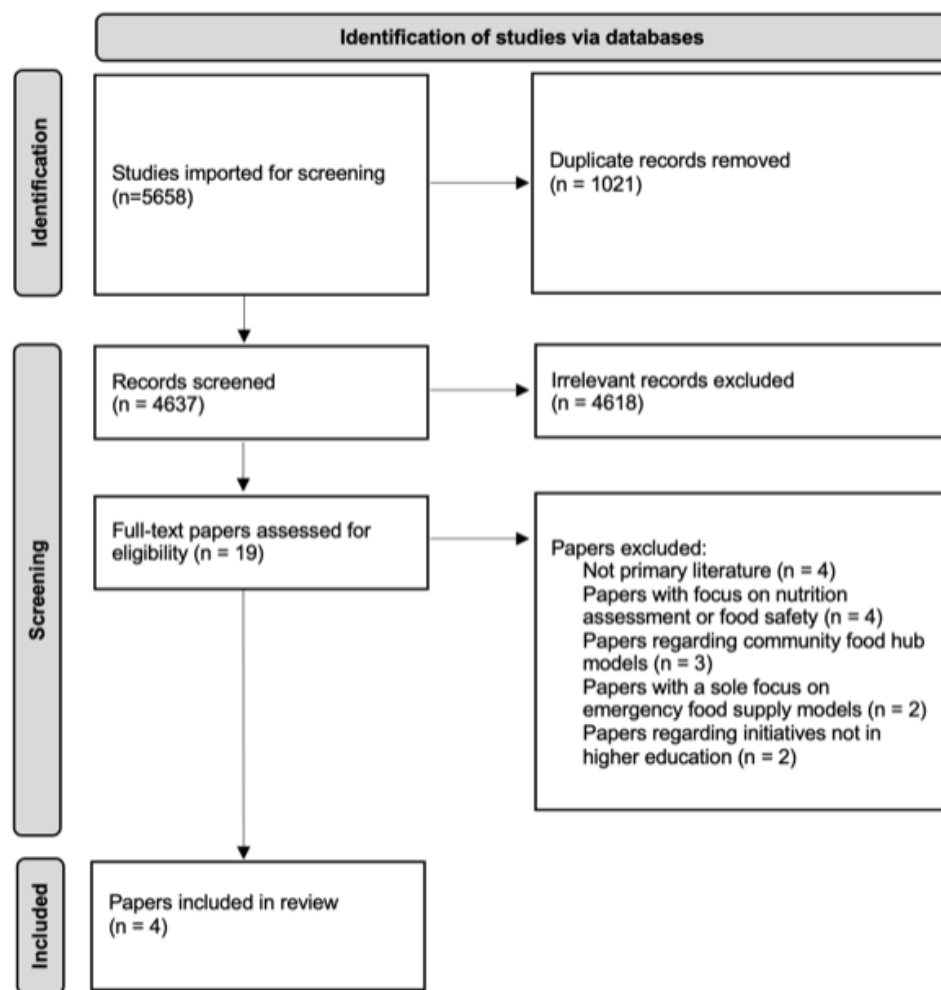 Identification of studies via databases
Identification
Studies imported for screening
(n=5658)
Duplicate records removed
(n = 1021)
Screening
Records screened
(n = 4637)
Irrelevant records excluded
(n = 4618)
Full-text papers assessed for
eligibility (n = 19)
Papers excluded:
Not primary literature (n = 4)
Papers with focus on nutrition
assessment or food safety (n = 4)
Papers regarding community food hub
models (n = 3)
Papers with a sole focus on
emergency food supply models (n = 2)
Papers regarding initiatives not in
higher education (n = 2)
Included
Papers included in review
(n = 4)